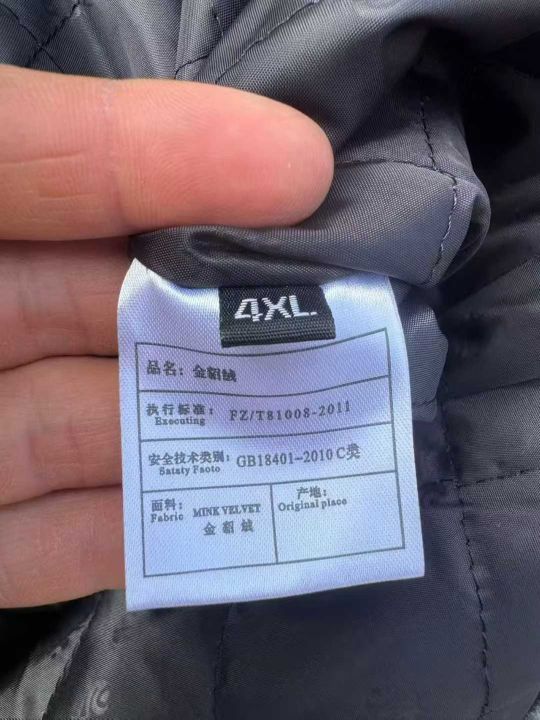 4XL
品名：金貂绒
执行标准：
Executing
FZ/T81008-2011
安全技术类别：
Sataty Faoto
GB18401-2010 C类
面料：
Fabric
MINK VELVET
金貂绒
产地：
Original place